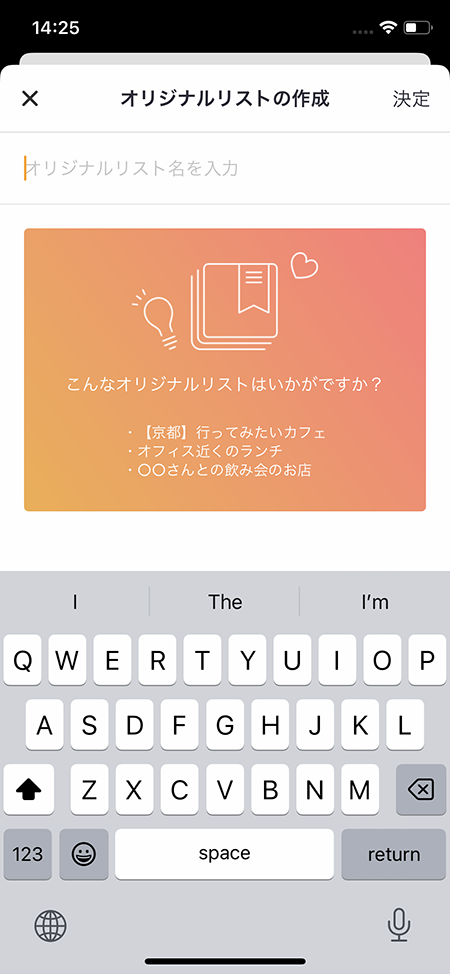 14:25
オリジナルリストの作成
決定
オリジナルリスト名を入力
こんなオリジナルリストはいかがですか？
・【京都】行ってみたいカフェ
・オフィス近くのランチ
・〇〇さんとの飲み会のお店
I The I’m
Q W E R T Y U I O P
A S D F G H J K L
Z X C V B N M
123 space return